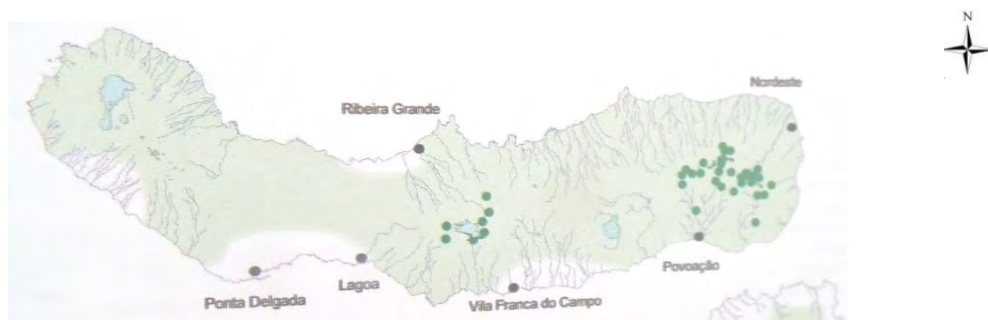 N
Nordeste
Ribeira Grande
Povoação
Lagoa
Ponta Delgada
Vila Franca do Campo